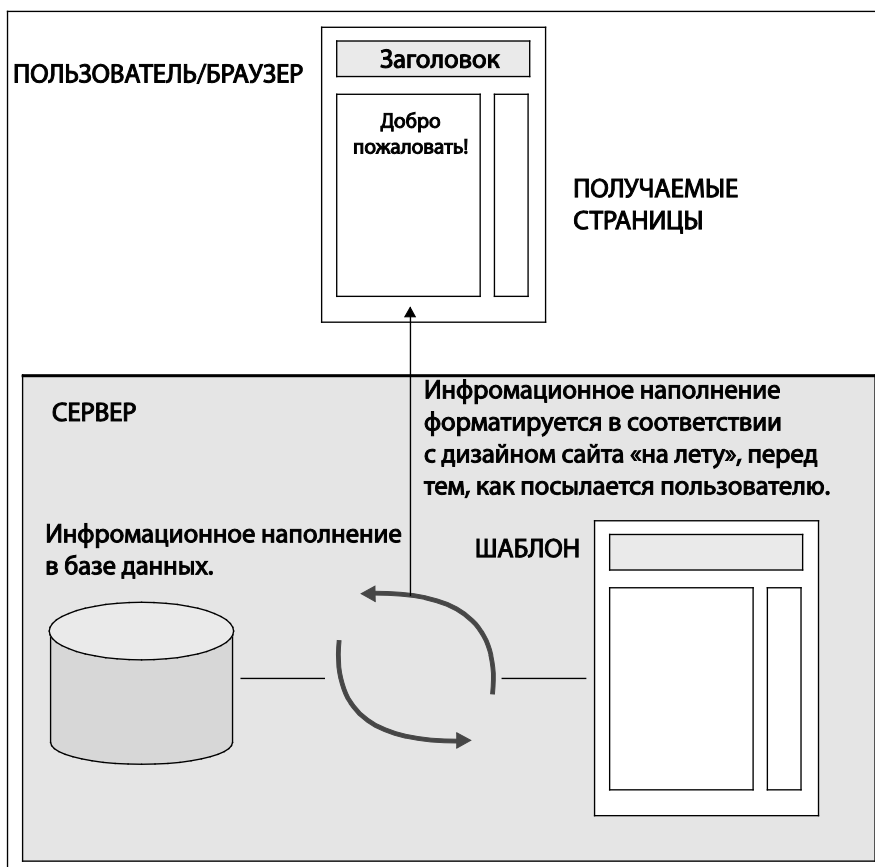 Заголовок
ПОЛЬЗОВАТЕЛЬ/БРАУЗЕР
Добро
пожаловать!
ПОЛУЧАЕМЫЕ
СТРАНИЦЫ
СЕРВЕР
Инфромационное наполнение
форматируется в соответствии
с дизайном сайта «на лету», перед
тем, как посылается пользователю.
Инфромационное наполнение
в базе данных.
ШАБЛОН